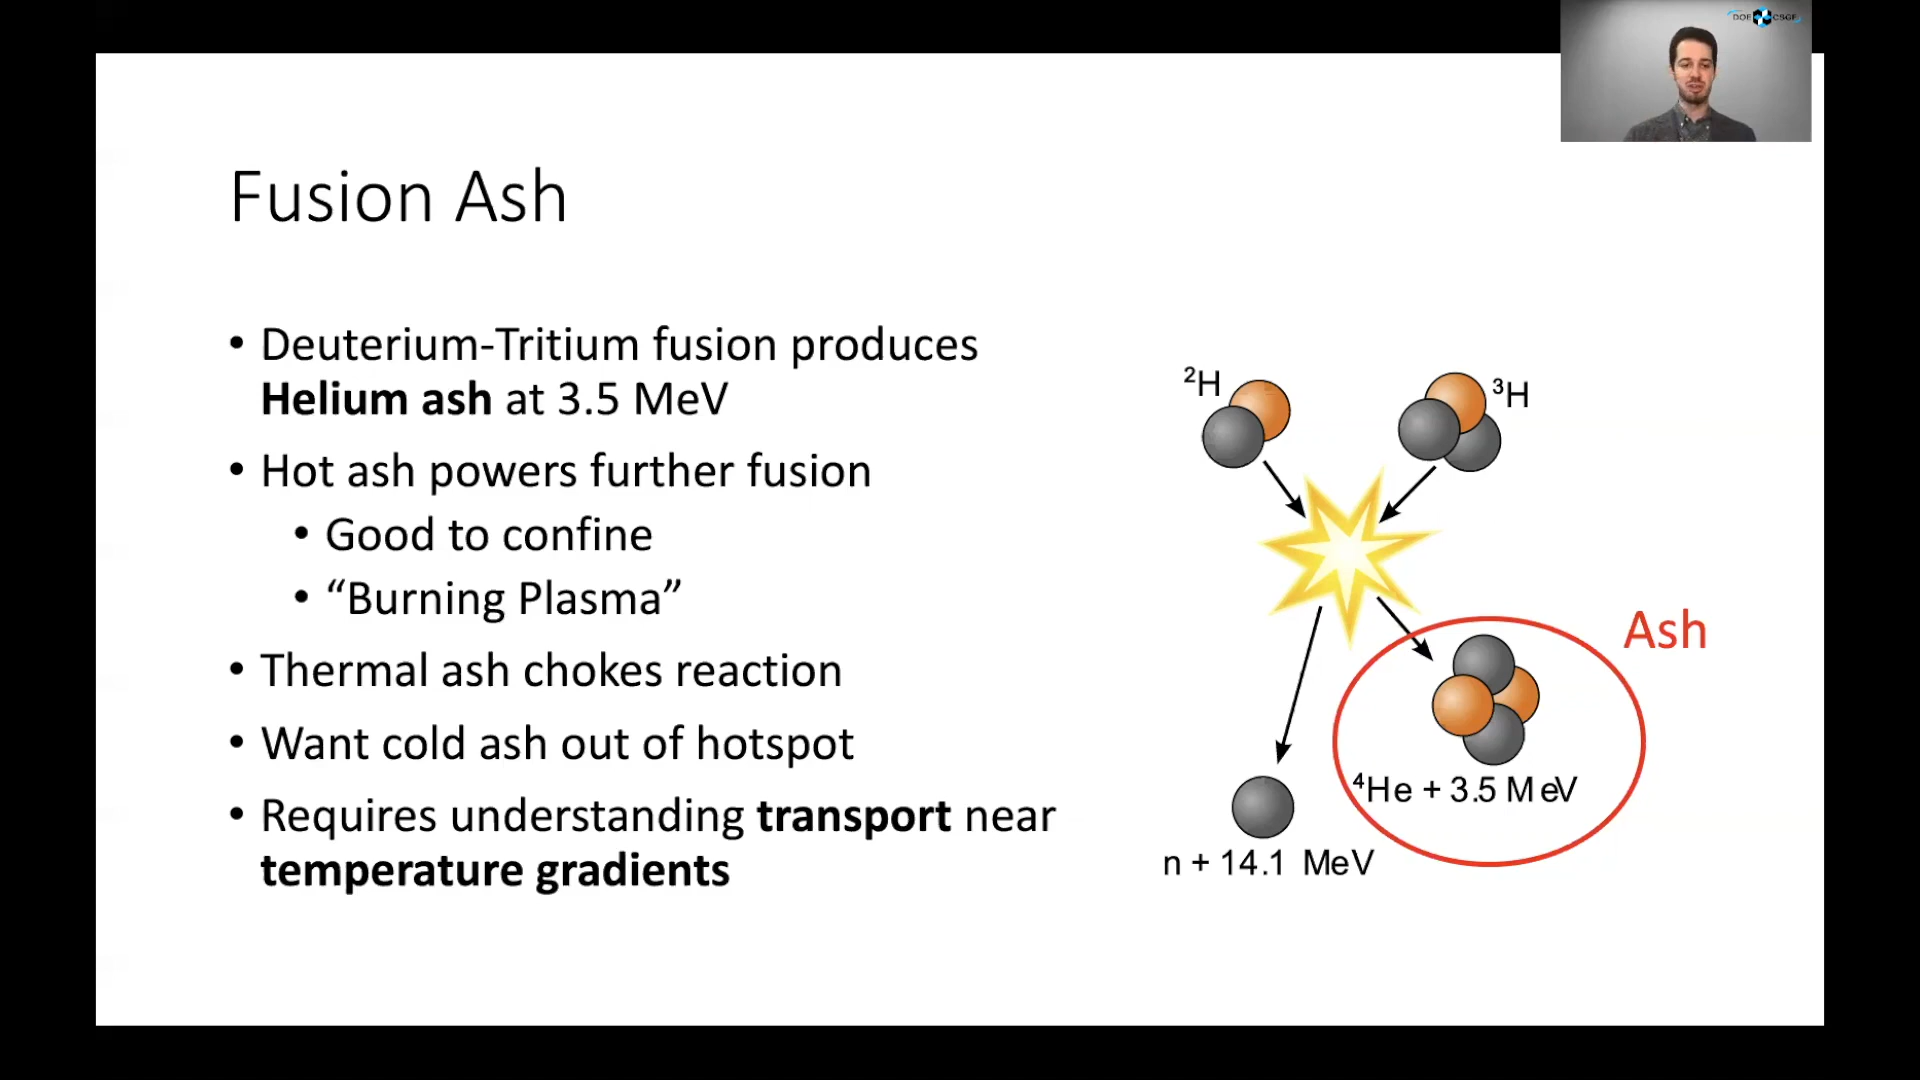 DOE CSGF
Fusion Ash
• Deuterium-Tritium fusion produces
Helium ash at 3.5 MeV
• Hot ash powers further fusion
• Good to confine
• “Burning Plasma”
• Thermal ash chokes reaction
• Want cold ash out of hotspot
• Requires understanding transport near
temperature gradients
²H
³H
Ash
⁴He + 3.5 MeV
n + 14.1 MeV